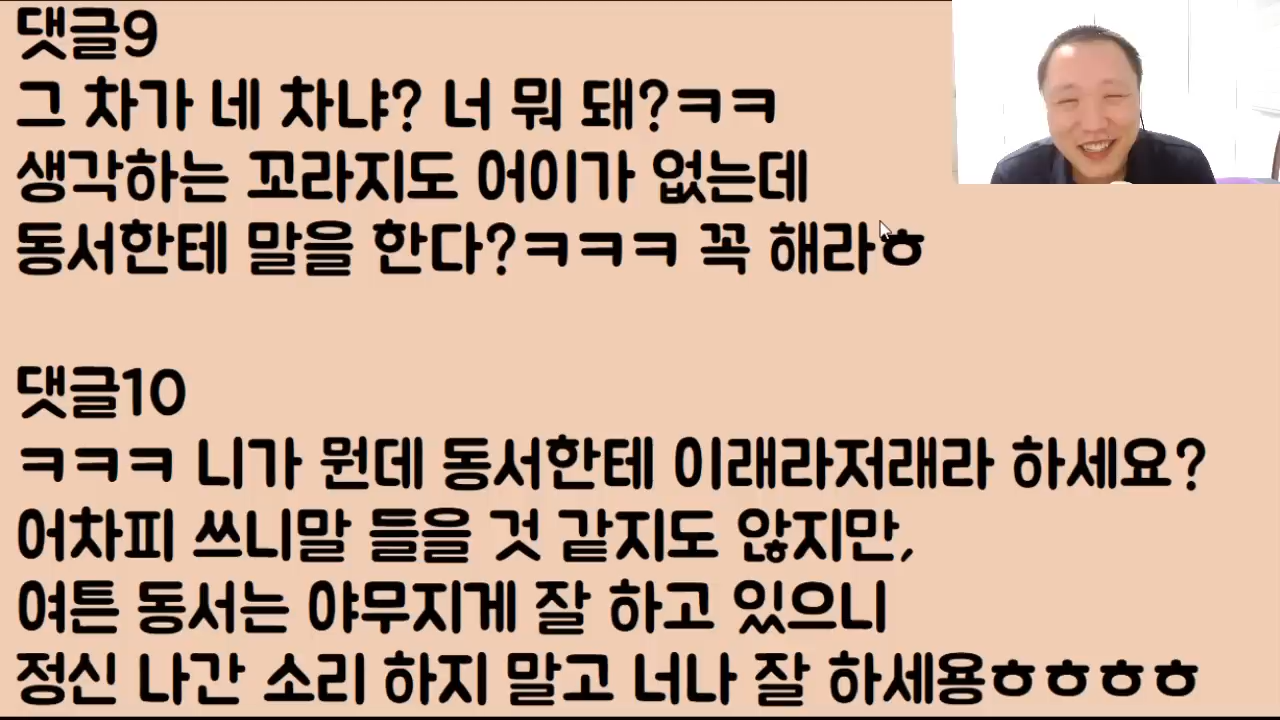 댓글9
그 차가 네 차냐? 너 뭐 돼?ㅋㅋ
생각하는 꼬라지도 어이가 없는데
동서한테 말을 한다?ㅋㅋㅋ 꼭 해라ㅎ
댓글10
ㅋㅋㅋ 니가 뭔데 동서한테 이래라저래라 하세요?
어차피 쓰니말 들을 것 같지도 않지만,
여튼 동서는 야무지게 잘 하고 있으니
정신 나간 소리 하지 말고 너나 잘 하세용ㅎㅎㅎㅎ